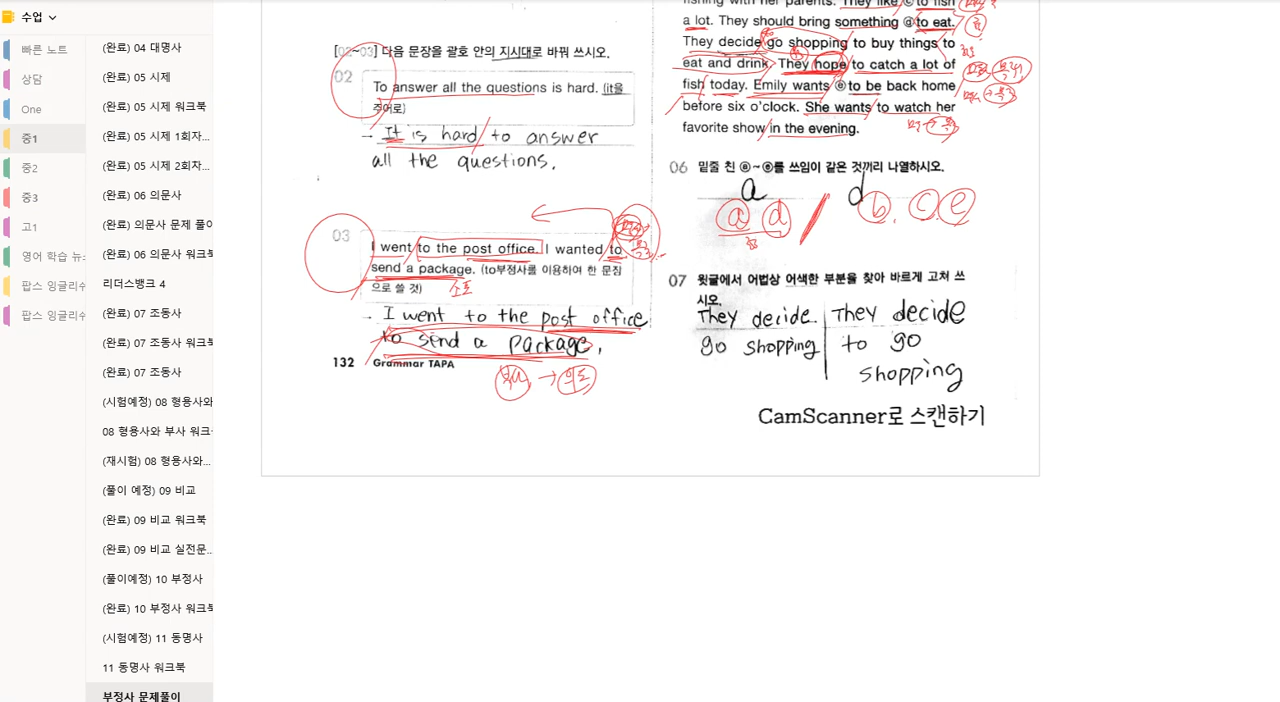 수업
빠른 노트
상담
One
중1
중2
중3
고1
영어 학습 뉴스
팝스 잉글리쉬
팝스 잉글리쉬
(완료) 04 대명사
(완료) 05 시제
(완료) 05 시제 워크북
(완료) 05 시제 1회자...
(완료) 05 시제 2회자...
(완료) 06 의문사
(완료) 의문사 문제 풀이
(완료) 06 의문사 워크북
리더스뱅크 4
(완료) 07 조동사
(완료) 07 조동사 워크북
(완료) 07 조동사
(시험예정) 08 형용사와
08 형용사와 부사 워크북
(재시험) 08 형용사와...
(풀이 예정) 09 비교
(완료) 09 비교 워크북
(완료) 09 비교 실전문...
(풀이예정) 10 부정사
(완료) 10 부정사 워크북
(시험예정) 11 동명사
11 동명사 워크북
부정사 문제풀이
[02~03] 다음 문장을 괄호 안의 지시대로 바꿔 쓰시오.
02
To answer all the questions is hard. (it을
주어로)
→ It is hard to answer
all the questions.
03
I went to the post office. I wanted to
send a package. (to부정사를 이용하여 한 문장
으로 쓸 것)
소포
→ I went to the post office
to send a package.
132 Grammar TAPA
부사 → 의도
fishing with her parents. They like ⓒ to fish
a lot. They should bring something ⓓ to eat.
They decide go shopping to buy things to
eat and drink. They hope to catch a lot of
fish today. Emily wants ⓔ to be back home
before six o'clock. She wants to watch her
favorite show in the evening.
06 밑줄 친 ⓐ~ⓔ를 쓰임이 같은 것끼리 나열하시오.
a d
ⓐ ⓓ / ⓑ, ⓒ, ⓔ
07 윗글에서 어법상 어색한 부분을 찾아 바르게 고쳐 쓰
시오.
They decide go shopping
They decide to go shopping
CamScanner로 스캔하기